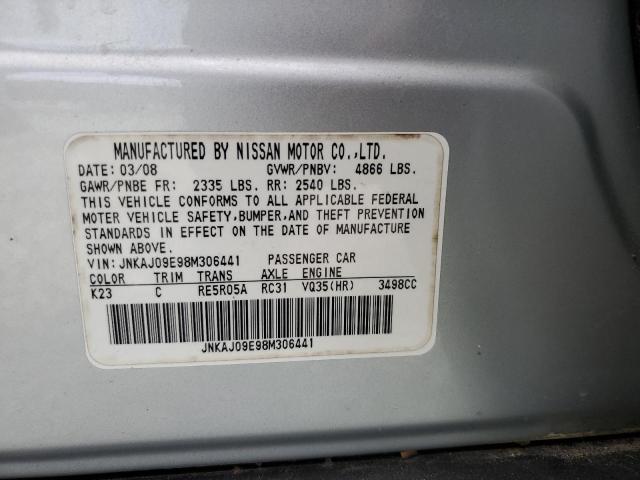 MANUFACTURED BY NISSAN MOTOR CO.,LTD.
DATE: 03/08 GVWR/PNBV: 4866 LBS.
GAWR/PNBE FR: 2335 LBS. RR: 2540 LBS.
THIS VEHICLE CONFORMS TO ALL APPLICABLE FEDERAL
MOTER VEHICLE SAFETY,BUMPER,AND THEFT PREVENTION
STANDARDS IN EFFECT ON THE DATE OF MANUFACTURE
SHOWN ABOVE.
VIN: JNKAJ09E98M306441 PASSENGER CAR
COLOR TRIM TRANS AXLE ENGINE
K23 C RE5R05A RC31 VQ35(HR) 3498CC
JNKAJ09E98M306441